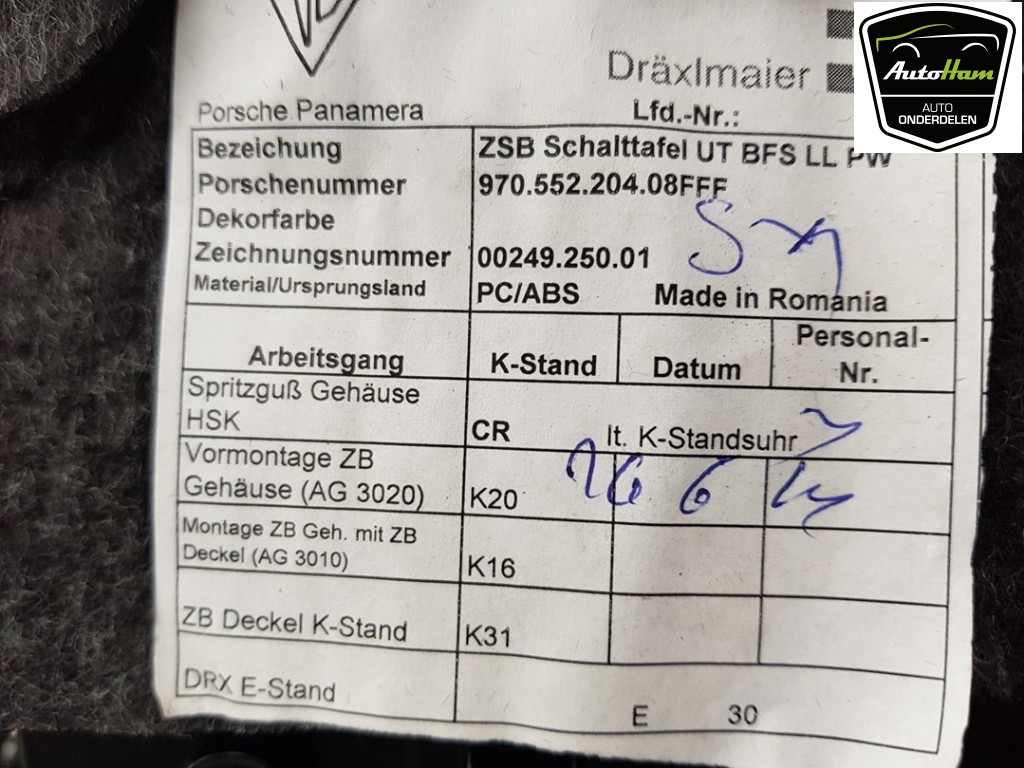 Dräxlmaier
AutoHam
AUTO
ONDERDELEN
Porsche Panamera Lfd.-Nr.:
Bezeichung ZSB Schalttafel UT BFS LL PW
Porschenummer 970.552.204.08FFF
Dekorfarbe
Zeichnungsnummer 00249.250.01
Material/Ursprungsland PC/ABS Made in Romania
Arbeitsgang K-Stand Datum Personal-
Nr.
Spritzguß Gehäuse
HSK CR lt. K-Standsuhr
Vormontage ZB
Gehäuse (AG 3020) K20
Montage ZB Geh. mit ZB
Deckel (AG 3010) K16
ZB Deckel K-Stand K31
DRX E-Stand E 30